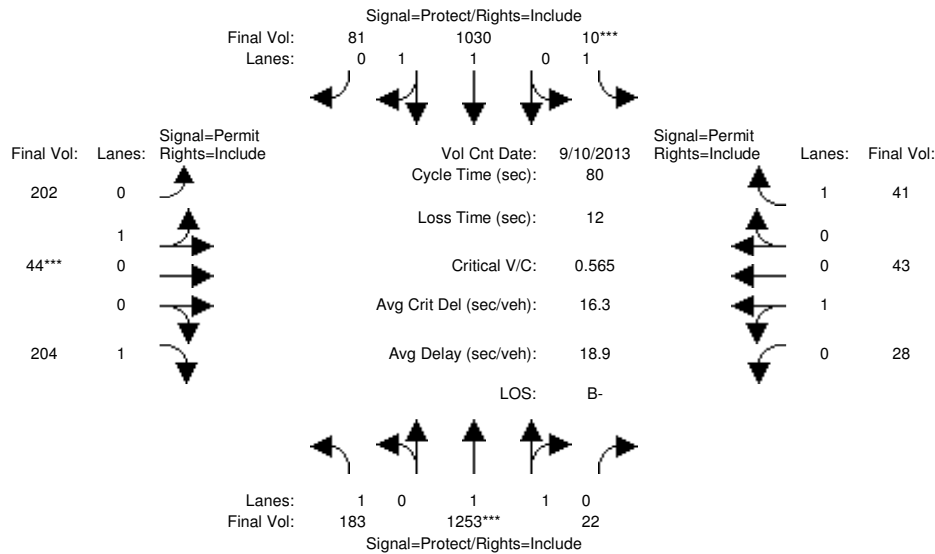 Signal=Protect/Rights=Include
Final Vol: 81 1030 10***
Lanes: 0 1 1 0 1
Signal=Permit Signal=Permit
Final Vol: Lanes: Rights=Include Vol Cnt Date: 9/10/2013 Rights=Include Lanes: Final Vol:
Cycle Time (sec): 80
202 0 1 41
Loss Time (sec): 12
1 0
44*** 0 Critical V/C: 0.565 0 43
0 Avg Crit Del (sec/veh): 16.3 1
204 1 Avg Delay (sec/veh): 18.9 0 28
LOS: B-
Lanes: 1 0 1 1 0
Final Vol: 183 1253*** 22
Signal=Protect/Rights=Include